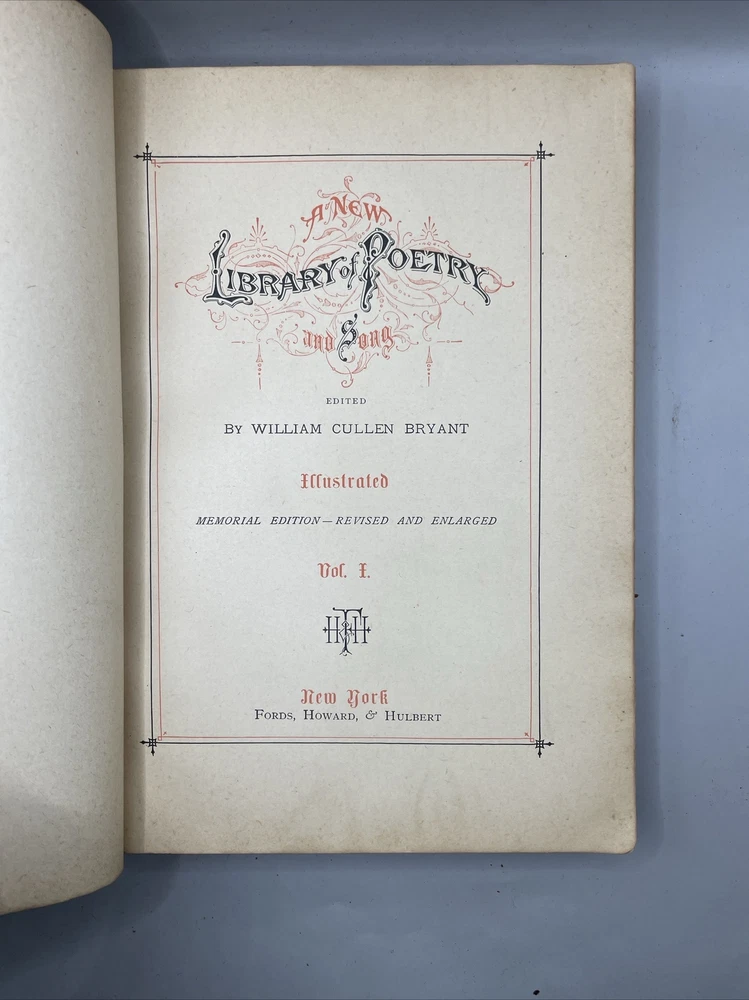 A New
Library of Poetry
and Song
EDITED
By WILLIAM CULLEN BRYANT
Illustrated
MEMORIAL EDITION — REVISED AND ENLARGED
Vol. I.
New York
Fords, Howard, & Hulbert